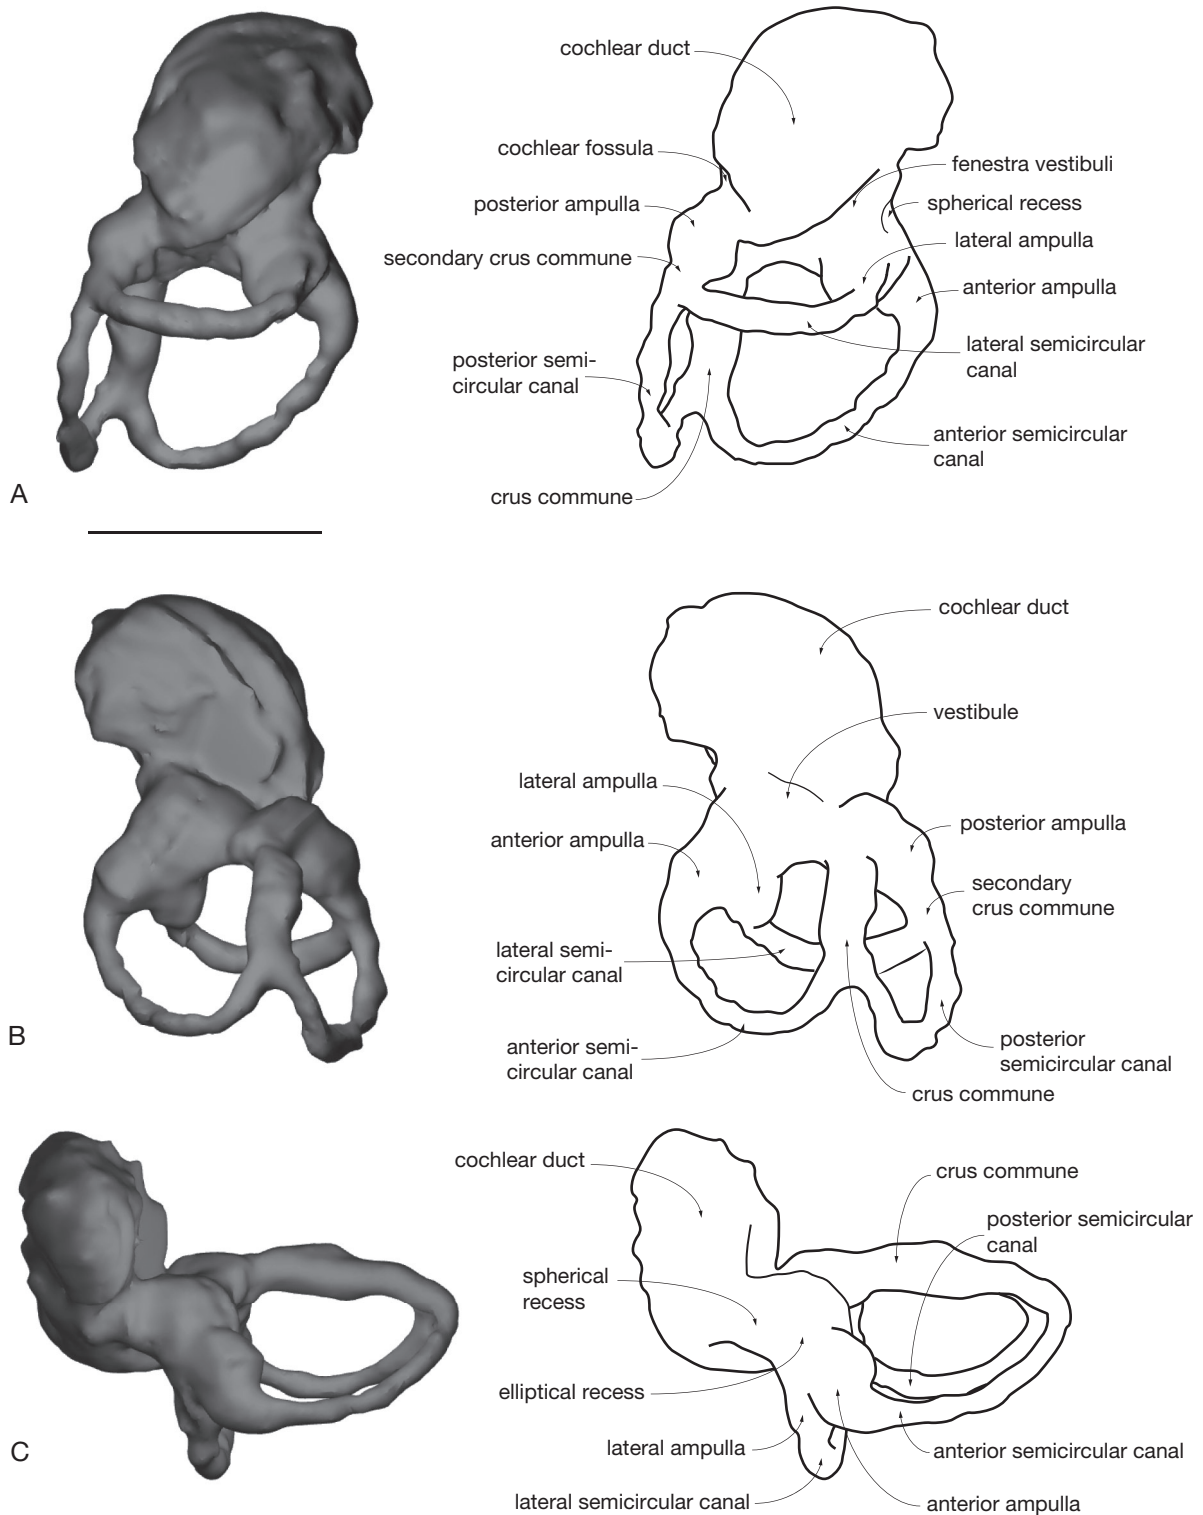 cochlear duct
cochlear fossula
fenestra vestibuli
posterior ampulla
spherical recess
lateral ampulla
secondary crus commune
anterior ampulla
lateral semicircular
canal
posterior semi-
circular canal
anterior semicircular
canal
crus commune
A
cochlear duct
vestibule
lateral ampulla
posterior ampulla
anterior ampulla
secondary
crus commune
lateral semi-
circular canal
B
anterior semi-
circular canal
posterior
semicircular canal
crus commune
cochlear duct
crus commune
posterior semicircular
canal
spherical
recess
elliptical recess
C
lateral ampulla
anterior semicircular canal
lateral semicircular canal
anterior ampulla